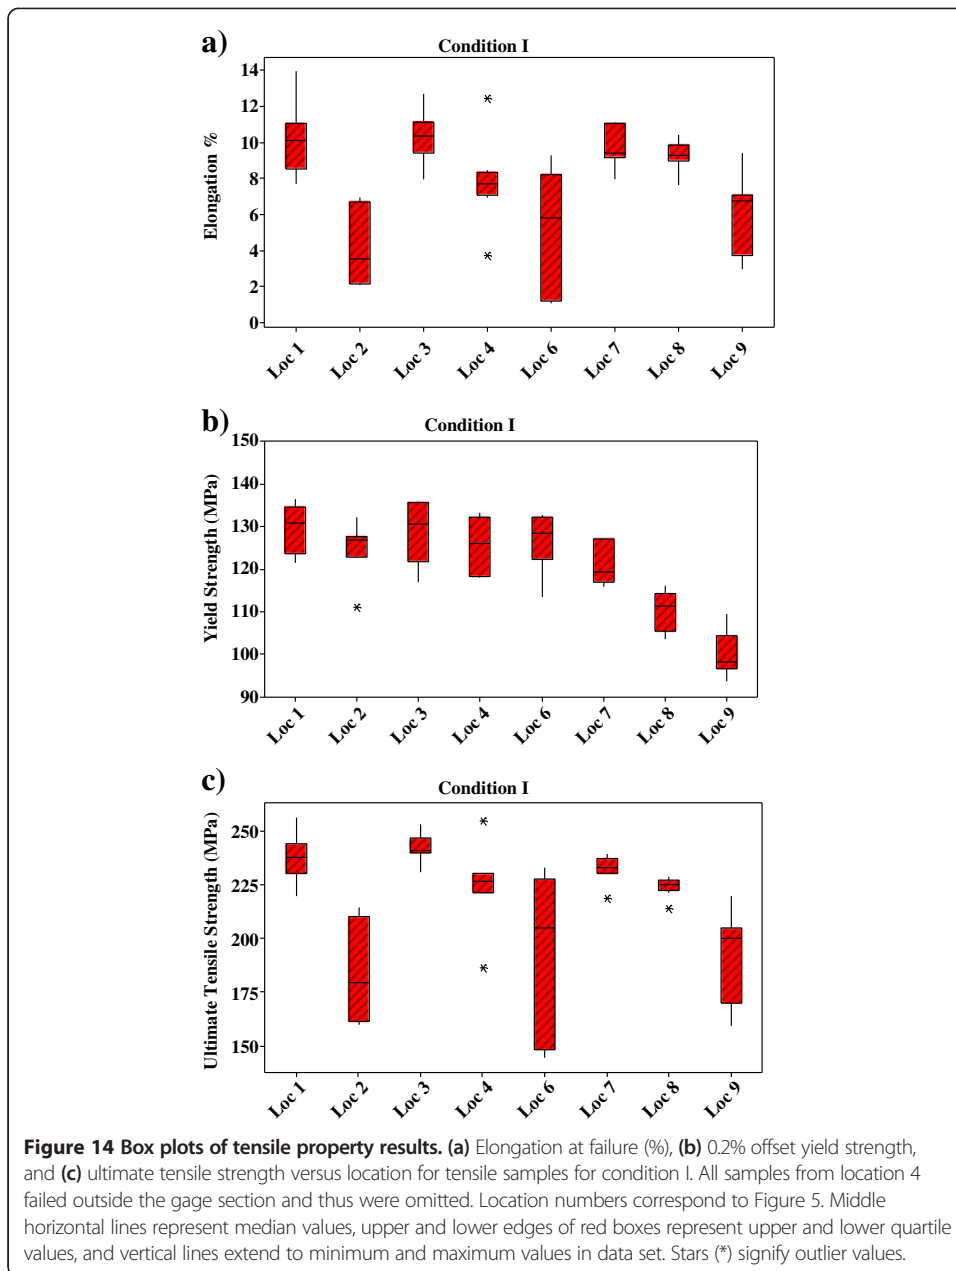 a)
Condition I
Elongation %
14
12
10
8
6
4
2
0
Loc 1
Loc 2
Loc 3
Loc 4
Loc 6
Loc 7
Loc 8
Loc 9
b)
Condition I
Yield Strength (MPa)
150
140
130
120
110
100
90
Loc 1
Loc 2
Loc 3
Loc 4
Loc 6
Loc 7
Loc 8
Loc 9
c)
Condition I
Ultimate Tensile Strength (MPa)
250
225
200
175
150
Loc 1
Loc 2
Loc 3
Loc 4
Loc 6
Loc 7
Loc 8
Loc 9
Figure 14 Box plots of tensile property results. (a) Elongation at failure (%), (b) 0.2% offset yield strength,
and (c) ultimate tensile strength versus location for tensile samples for condition I. All samples from location 4
failed outside the gage section and thus were omitted. Location numbers correspond to Figure 5. Middle
horizontal lines represent median values, upper and lower edges of red boxes represent upper and lower quartile
values, and vertical lines extend to minimum and maximum values in data set. Stars (*) signify outlier values.